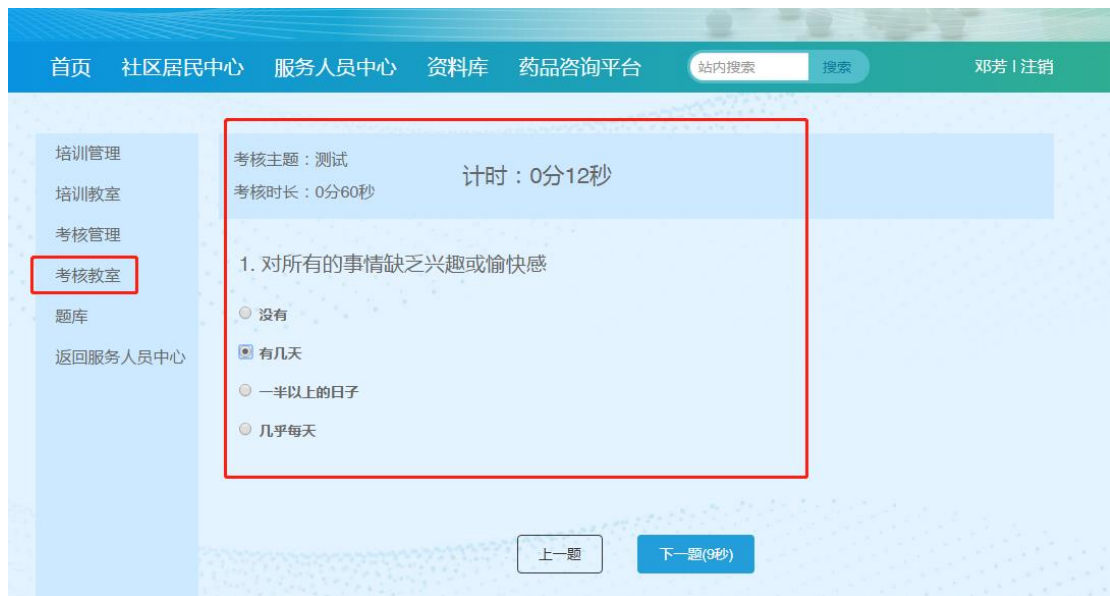 首页 社区居民中心 服务人员中心 资料库 药品咨询平台 站内搜索 搜索 邓芳 | 注销
培训管理
培训教室
考核管理
考核教室
题库
返回服务人员中心
考核主题：测试
考核时长：0分60秒
计时：0分12秒
1. 对所有的事情缺乏兴趣或愉快感
没有
有几天
一半以上的日子
几乎每天
上一题 下一题(9秒)